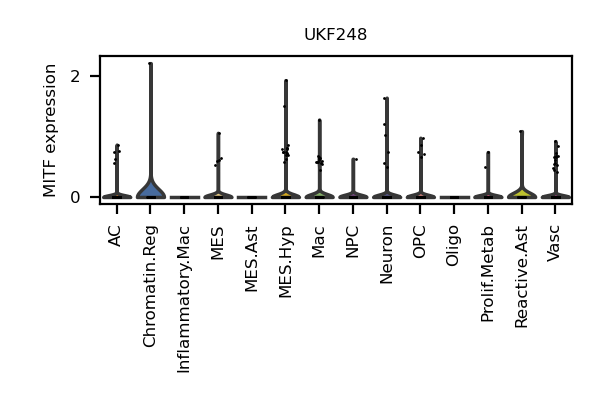 UKF248
MITF expression
2
0
AC
Chromatin.Reg
Inflammatory.Mac
MES
MES.Ast
MES.Hyp
Mac
NPC
Neuron
OPC
Oligo
Prolif.Metab
Reactive.Ast
Vasc